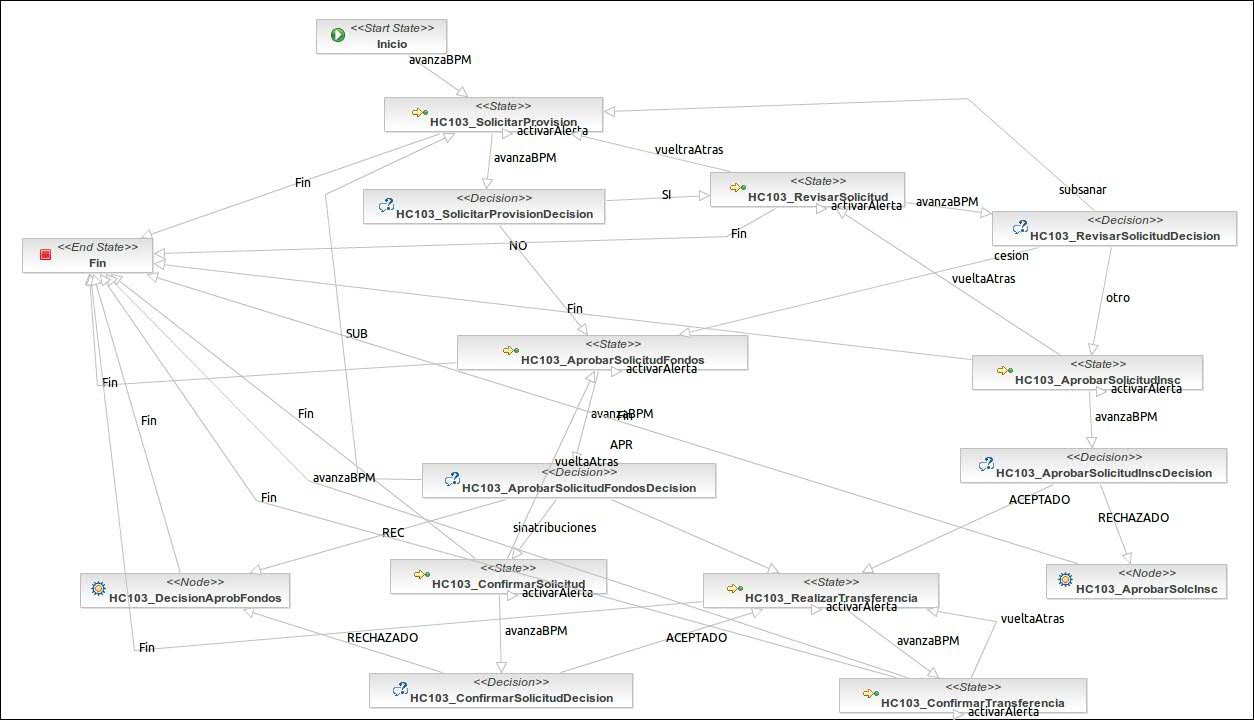 <<Start State>>
Inicio
avanzaBPM
<<State>>
HC103_SolicitarProvision
activarAlerta
avanzaBPM
vueltraAtras
Fin
<<State>>
HC103_RevisarSolicitud
activarAlerta
SI
<<Decision>>
HC103_SolicitarProvisionDecision
avanzaBPM
subsanar
<<Decision>>
HC103_RevisarSolicitudDecision
Fin
NO
<<End State>>
Fin
cesion
vueltaAtras
otro
Fin
SUB
<<State>>
HC103_AprobarSolicitudFondos
activarAlerta
<<State>>
HC103_AprobarSolicitudInsc
activarAlerta
Fin
Fin
Fin
avanzaBPM
Fin
avanzaBPM
APR
vueltaAtras
<<Decision>>
HC103_AprobarSolicitudFondosDecision
<<Decision>>
HC103_AprobarSolicitudInscDecision
avanzaBPM
Fin
ACEPTADO
RECHAZADO
sinatribuciones
REC
<<State>>
HC103_ConfirmarSolicitud
activarAlerta
<<Node>>
HC103_DecisionAprobFondos
<<State>>
HC103_RealizarTransferencia
activarAlerta
<<Node>>
HC103_AprobarSolcInsc
vueltaAtras
avanzaBPM
RECHAZADO
ACEPTADO
avanzaBPM
Fin
<<Decision>>
HC103_ConfirmarSolicitudDecision
<<State>>
HC103_ConfirmarTransferencia
activarAlerta